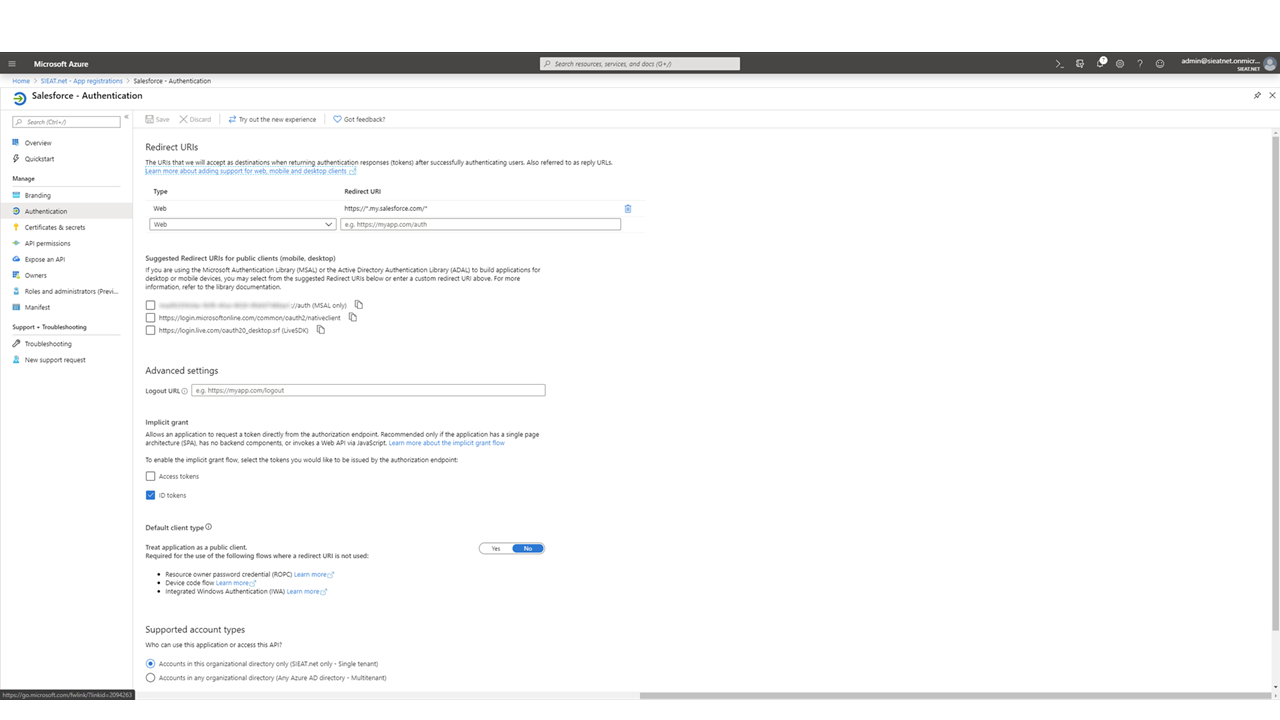 Microsoft Azure
Search resources, services, and docs (G+/)
admin@sieatnet.onmicr...
SIEAT.NET
Home > SIEAT.net - App registrations > Salesforce - Authentication
Salesforce - Authentication
Search (Ctrl+/)
Save Discard Try out the new experience Got feedback?
Overview
Quickstart
Manage
Branding
Authentication
Certificates & secrets
API permissions
Expose an API
Owners
Roles and administrators (Previ...
Manifest
Support + Troubleshooting
Troubleshooting
New support request
Redirect URIs
The URIs that we will accept as destinations when returning authentication responses (tokens) after successfully authenticating users. Also referred to as reply URLs.
Learn more about adding support for web, mobile and desktop clients
Type Redirect URI
Web https://*.my.salesforce.com/*
Web e.g. https://myapp.com/auth
Suggested Redirect URIs for public clients (mobile, desktop)
If you are using the Microsoft Authentication Library (MSAL) or the Active Directory Authentication Library (ADAL) to build applications for
desktop or mobile devices, you may select from the suggested Redirect URIs below or enter a custom redirect URI above. For more
information, refer to the library documentation.
://auth (MSAL only)
https://login.microsoftonline.com/common/oauth2/nativeclient
https://login.live.com/oauth20_desktop.srf (LiveSDK)
Advanced settings
Logout URL e.g. https://myapp.com/logout
Implicit grant
Allows an application to request a token directly from the authorization endpoint. Recommended only if the application has a single page
architecture (SPA), has no backend components, or invokes a Web API via JavaScript. Learn more about the implicit grant flow
To enable the implicit grant flow, select the tokens you would like to be issued by the authorization endpoint:
Access tokens
ID tokens
Default client type
Treat application as a public client.
Required for the use of the following flows where a redirect URI is not used:
Yes No
Resource owner password credential (ROPC) Learn more
Device code flow Learn more
Integrated Windows Authentication (IWA) Learn more
Supported account types
Who can use this application or access this API?
Accounts in this organizational directory only (SIEAT.net only - Single tenant)
Accounts in any organizational directory (Any Azure AD directory - Multitenant)
https://go.microsoft.com/fwlink/?linkid=2094263